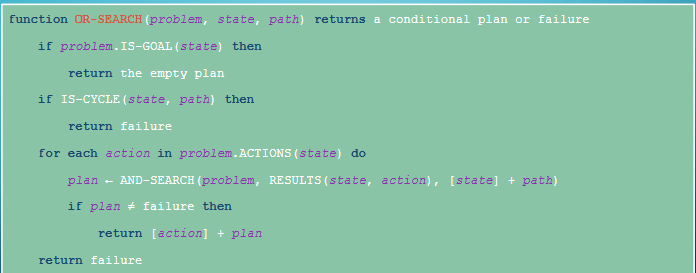 function OR-SEARCH(problem, state, path) returns a conditional plan or failure
if problem.IS-GOAL(state) then
return the empty plan
if IS-CYCLE(state, path) then
return failure
for each action in problem.ACTIONS(state) do
plan ← AND-SEARCH(problem, RESULTS(state, action), [state] + path)
if plan ≠ failure then
return [action] + plan
return failure